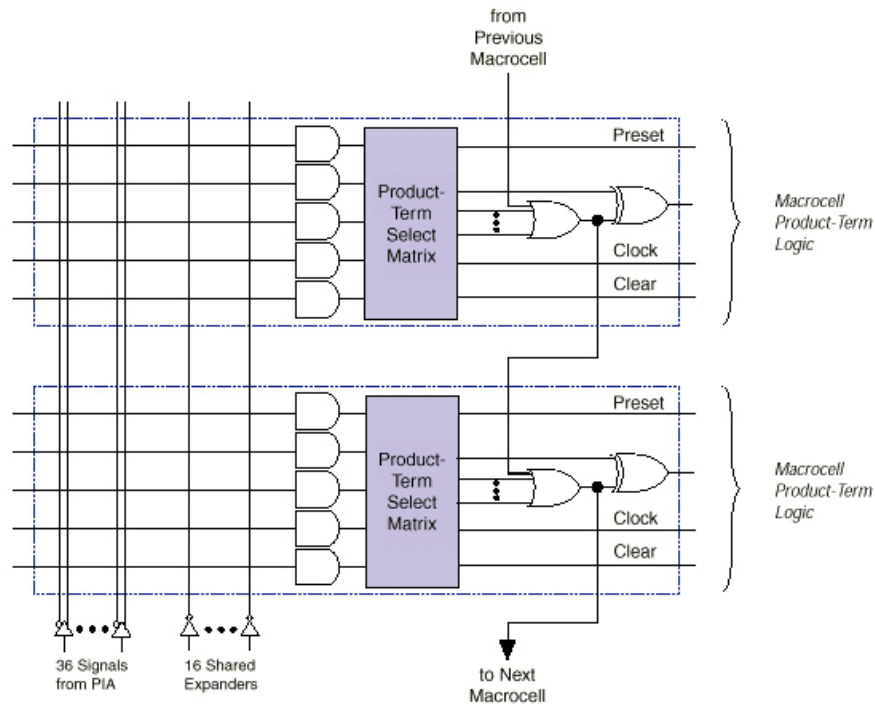 from
Previous
Macrocell
Preset
Product-
Term
Select
Matrix
Clock
Clear
Macrocell
Product-Term
Logic
Preset
Product-
Term
Select
Matrix
Clock
Clear
Macrocell
Product-Term
Logic
36 Signals
from PIA
16 Shared
Expanders
to Next
Macrocell